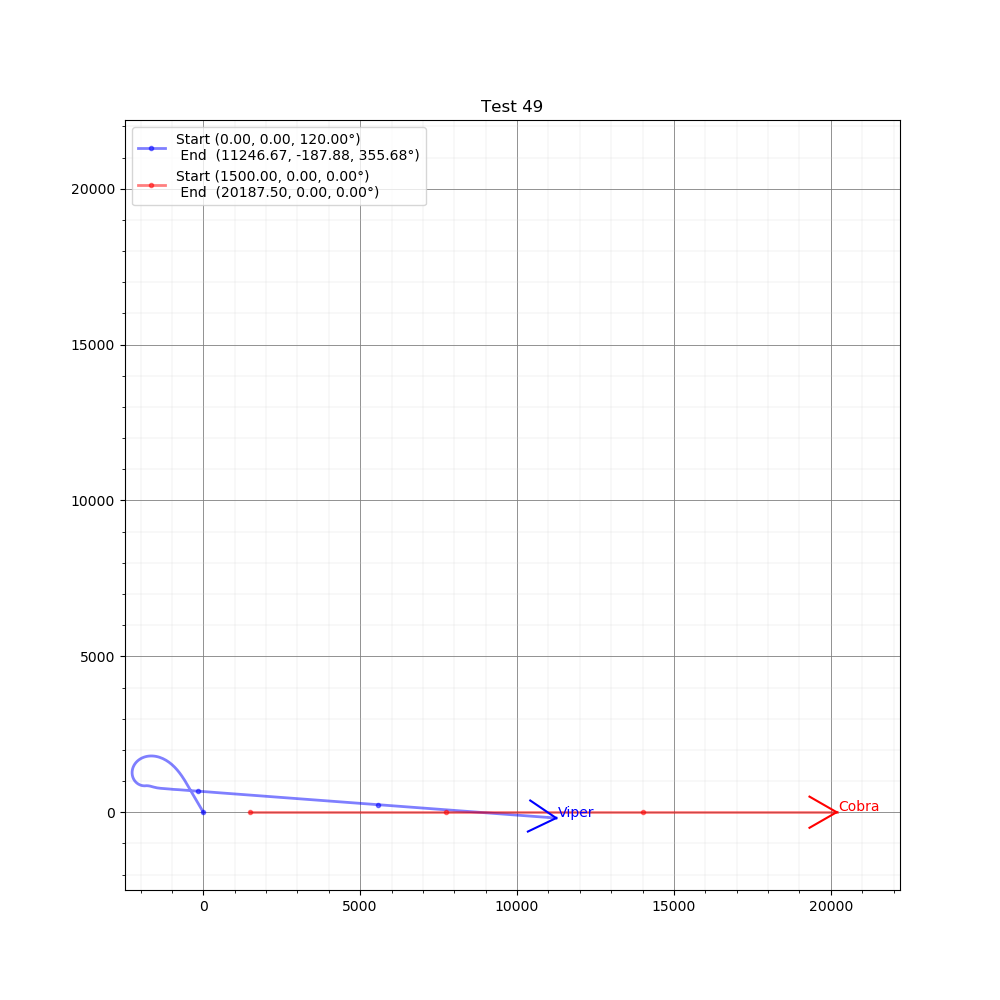 Test 49
Start (0.00, 0.00, 120.00°)
End  (11246.67, -187.88, 355.68°)
Start (1500.00, 0.00, 0.00°)
End  (20187.50, 0.00, 0.00°)
20000
15000
10000
5000
0
Viper
Cobra
0
5000
10000
15000
20000